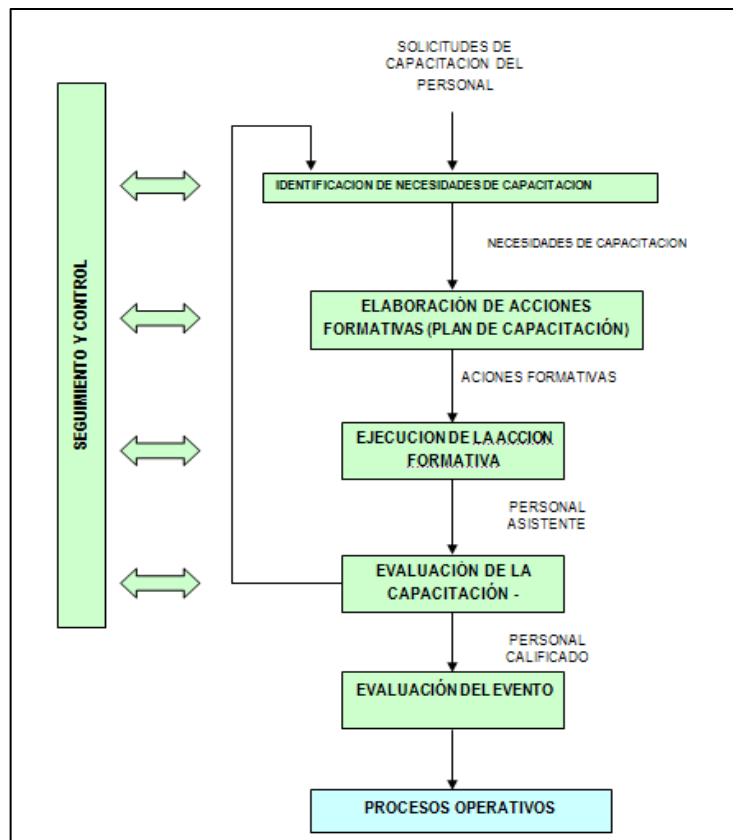 SOLICITUDES DE
CAPACITACION DEL
PERSONAL
IDENTIFICACION DE NECESIDADES DE CAPACITACION
NECESIDADES DE CAPACITACION
ELABORACIÓN DE ACCIONES
FORMATIVAS (PLAN DE CAPACITACIÓN)
ACIONES FORMATIVAS
EJECUCION DE LA ACCION
FORMATIVA
PERSONAL
ASISTENTE
EVALUACIÓN DE LA
CAPACITACIÓN -
PERSONAL
CALIFICADO
EVALUACIÓN DEL EVENTO
PROCESOS OPERATIVOS
SEGUIMIENTO Y CONTROL